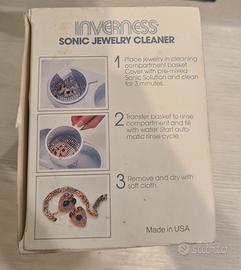 INVERNESS
SONIC JEWELRY CLEANER
1 Place jewelry in cleaning
compartment basket
Cover with pre-mixed
Sonic Solution and clean
for 3 minutes.
2 Transfer basket to rinse
compartment and fill
with water. Start auto-
matic rinse cycle.
3 Remove and dry with
soft cloth.
Made in USA
subito